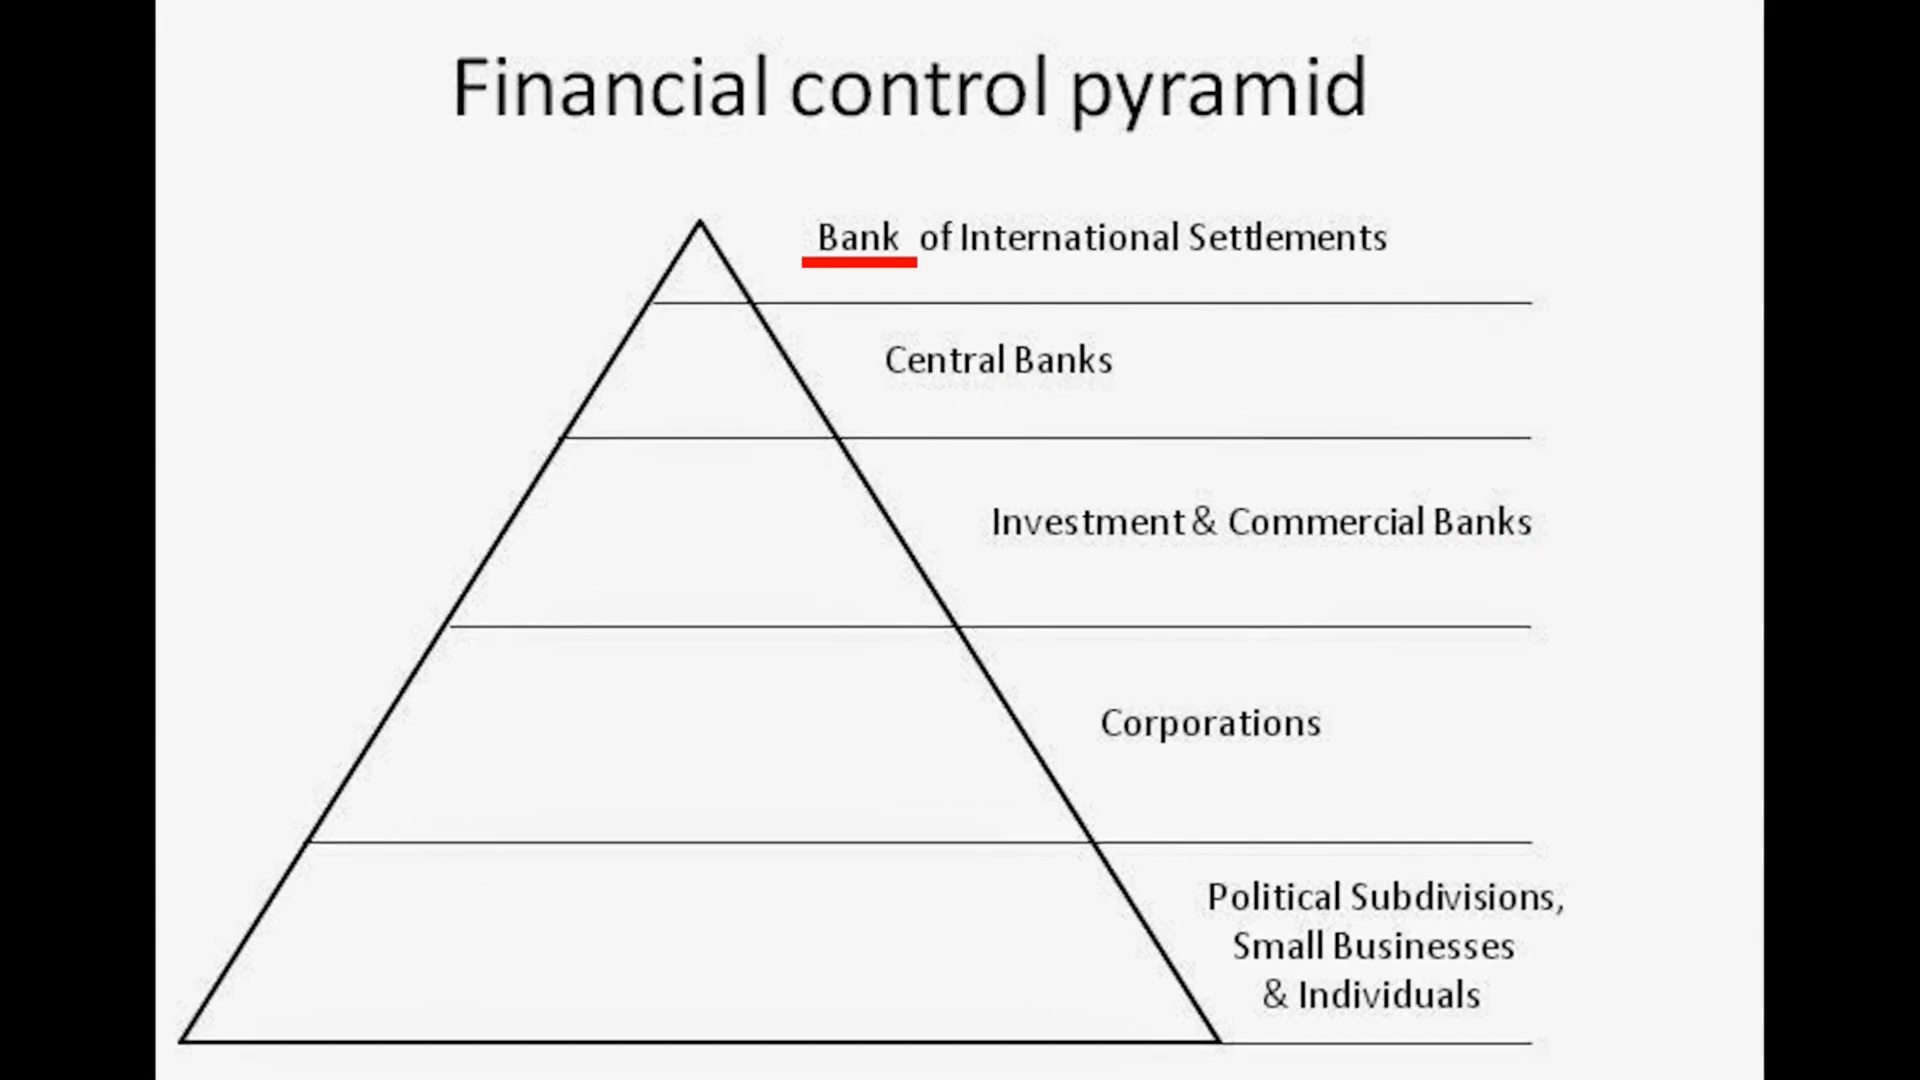 Financial control pyramid
Bank of International Settlements
Central Banks
Investment & Commercial Banks
Corporations
Political Subdivisions,
Small Businesses
& Individuals